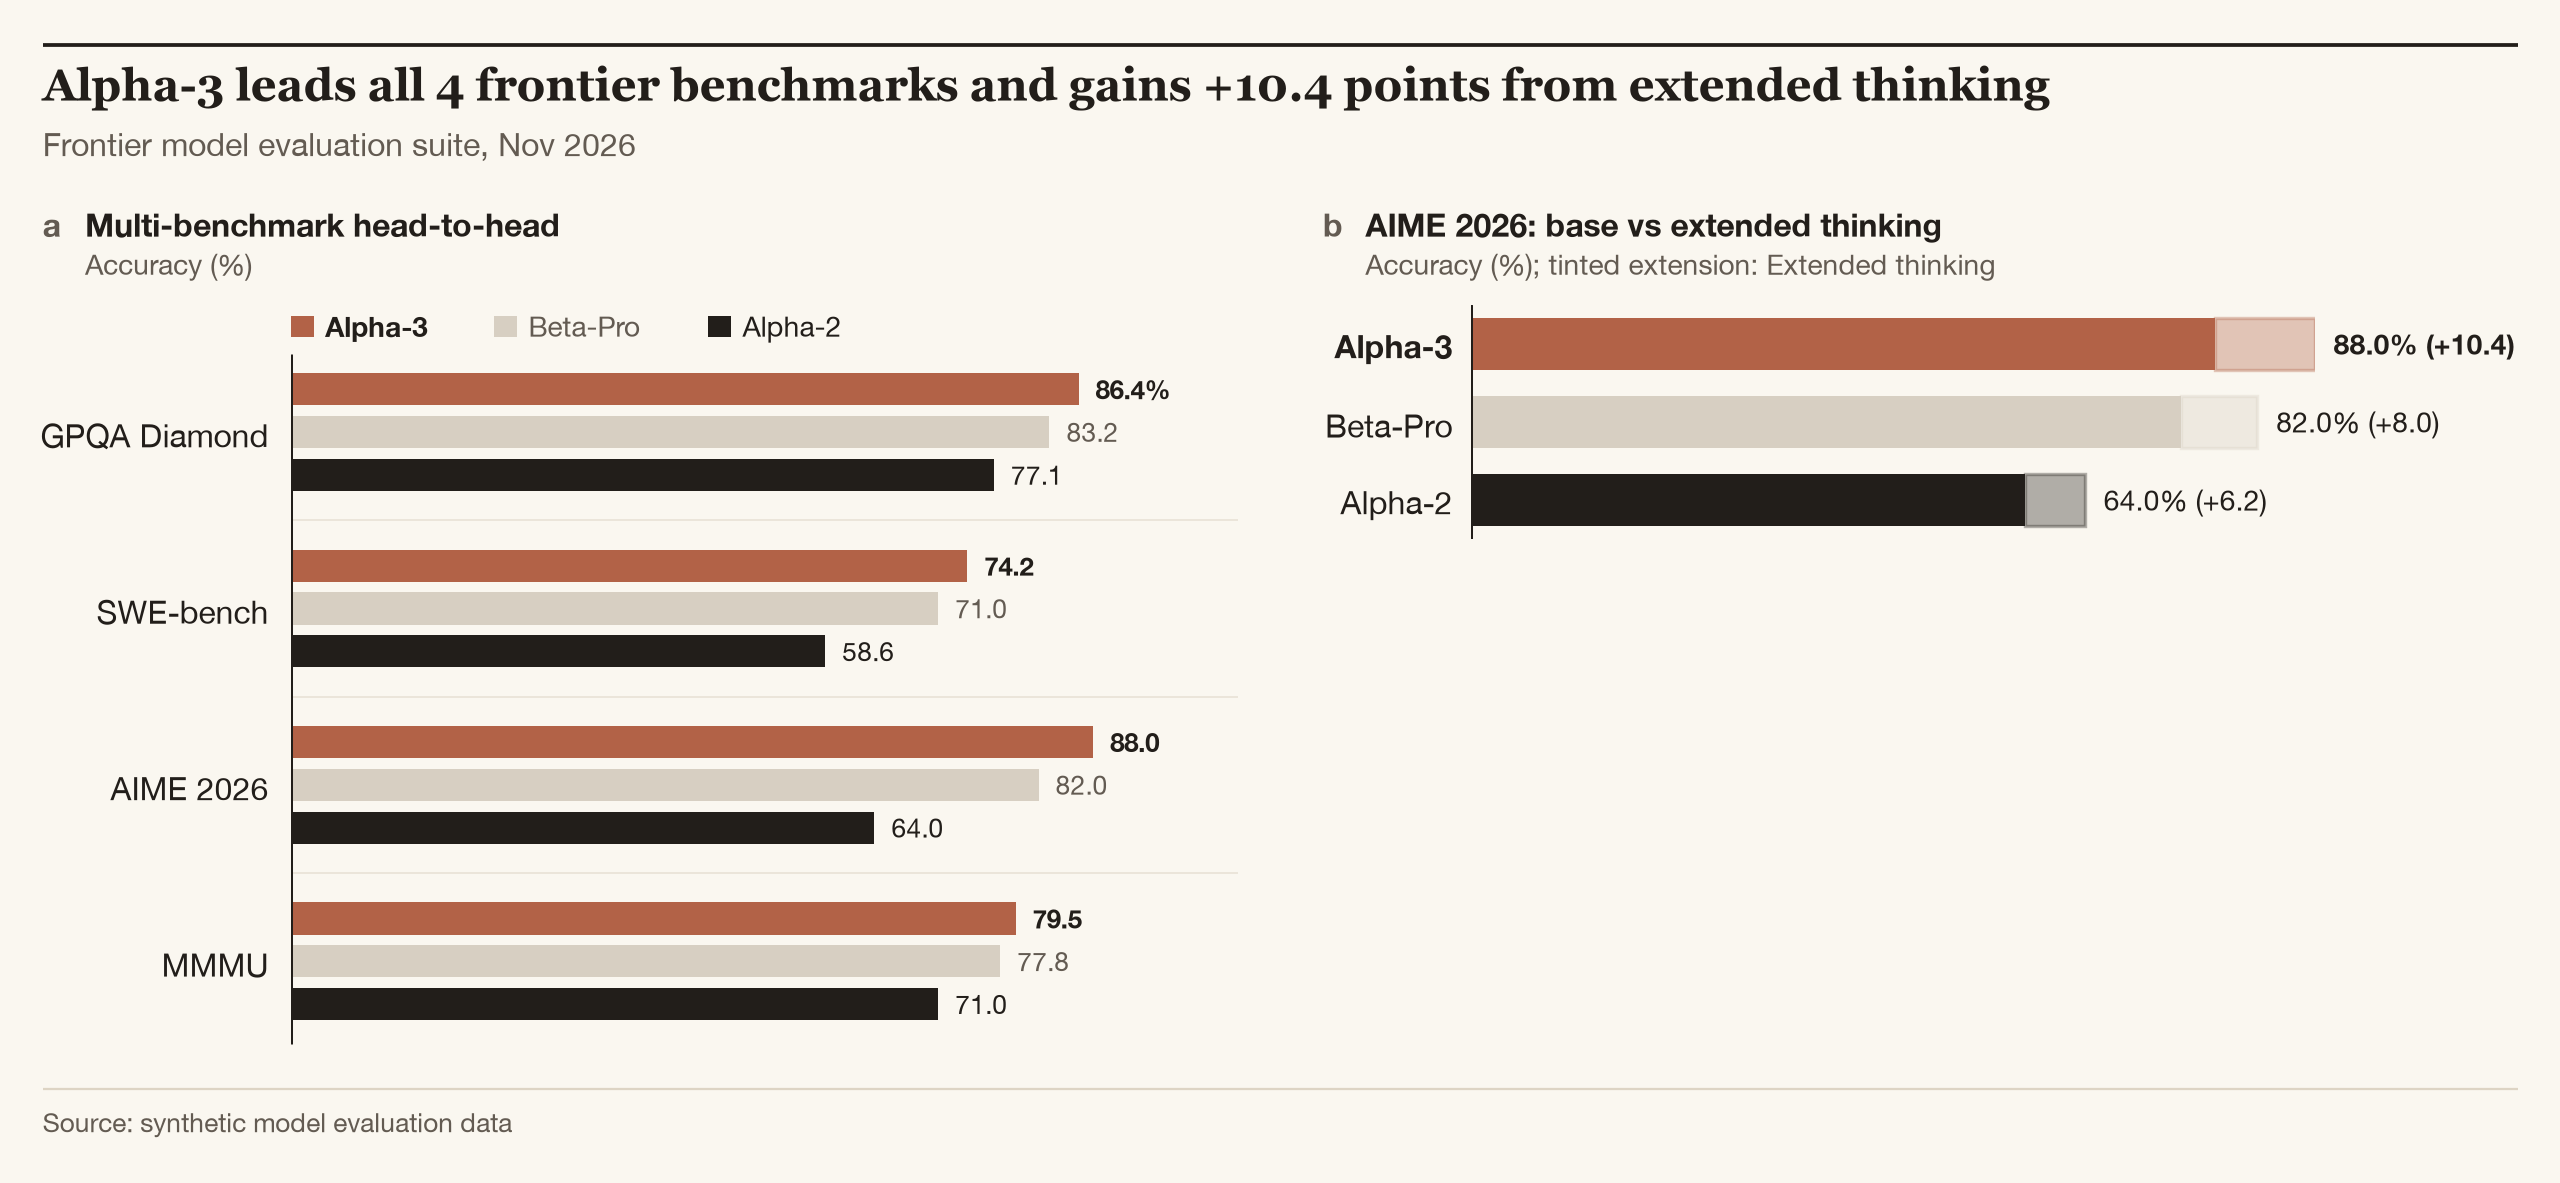 Alpha-3 leads all 4 frontier benchmarks and gains +10.4 points from extended thinking
Frontier model evaluation suite, Nov 2026
a Multi-benchmark head-to-head
Accuracy (%)
Alpha-3 Beta-Pro Alpha-2
GPQA Diamond
86.4%
83.2
77.1
SWE-bench
74.2
71.0
58.6
AIME 2026
88.0
82.0
64.0
MMMU
79.5
77.8
71.0
b AIME 2026: base vs extended thinking
Accuracy (%); tinted extension: Extended thinking
Alpha-3 88.0% (+10.4)
Beta-Pro 82.0% (+8.0)
Alpha-2 64.0% (+6.2)
Source: synthetic model evaluation data